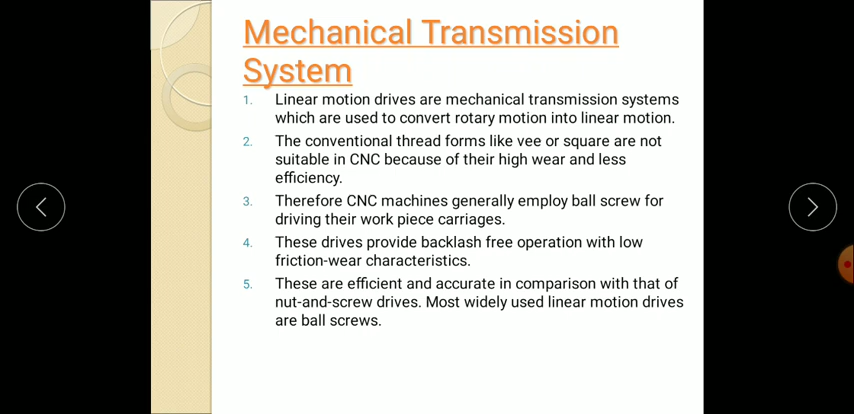 Mechanical Transmission
System
1. Linear motion drives are mechanical transmission systems
which are used to convert rotary motion into linear motion.
2. The conventional thread forms like vee or square are not
suitable in CNC because of their high wear and less
efficiency.
3. Therefore CNC machines generally employ ball screw for
driving their work piece carriages.
4. These drives provide backlash free operation with low
friction-wear characteristics.
5. These are efficient and accurate in comparison with that of
nut-and-screw drives. Most widely used linear motion drives
are ball screws.